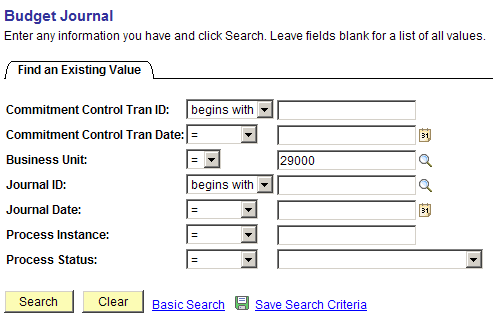 Budget Journal
Enter any information you have and click Search. Leave fields blank for a list of all values.
Find an Existing Value
Commitment Control Tran ID: begins with
Commitment Control Tran Date: = 31
Business Unit: = 29000
Journal ID: begins with
Journal Date: = 31
Process Instance: =
Process Status: =
Search Clear Basic Search Save Search Criteria